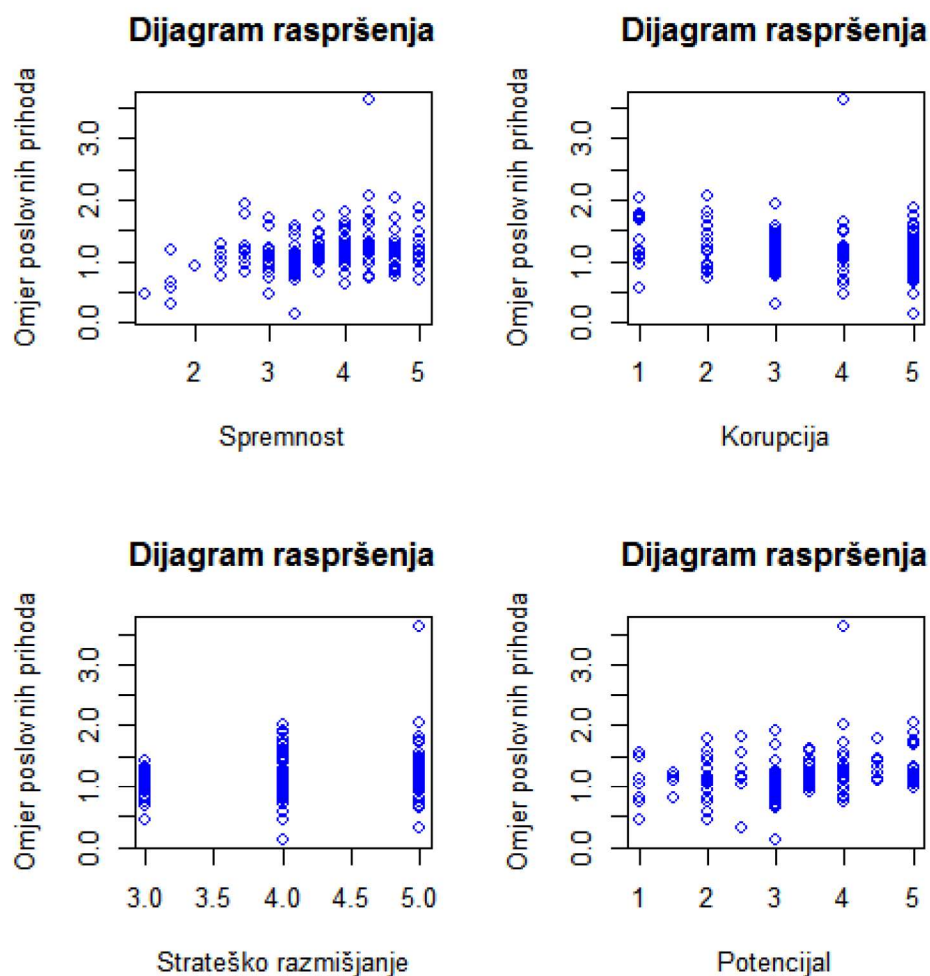 Dijagram raspršenja
Omjer poslovnih prihoda
0.0 1.0 2.0 3.0
2 3 4 5
Spremnost
Dijagram raspršenja
Omjer poslovnih prihoda
0.0 1.0 2.0 3.0
1 2 3 4 5
Korupcija
Dijagram raspršenja
Omjer poslovnih prihoda
0.0 1.0 2.0 3.0
3.0 3.5 4.0 4.5 5.0
Strateško razmišjanje
Dijagram raspršenja
Omjer poslovnih prihoda
0.0 1.0 2.0 3.0
1 2 3 4 5
Potencijal